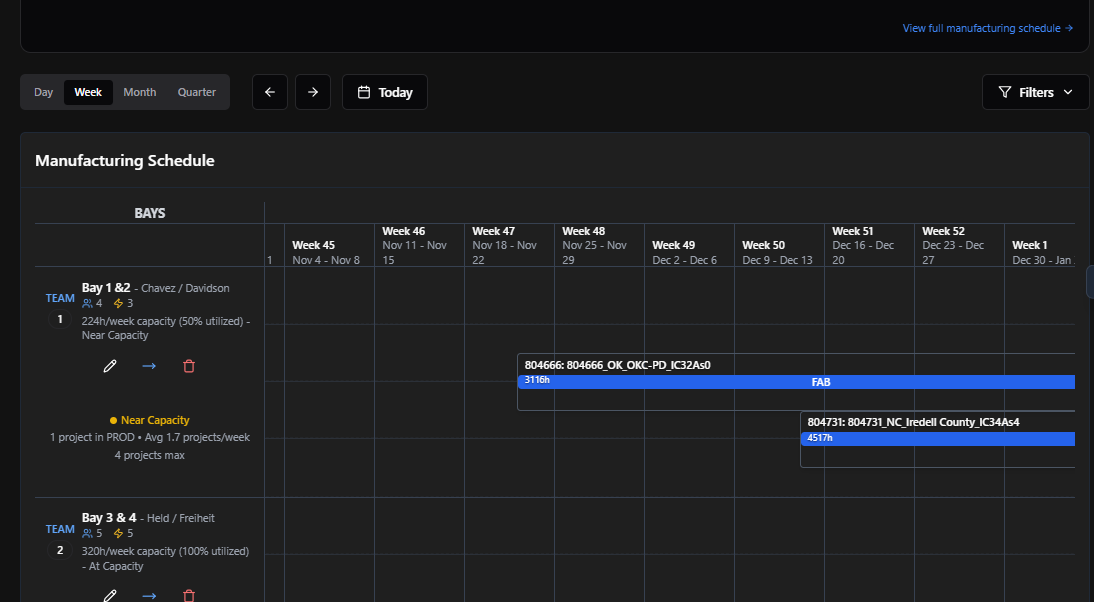 View full manufacturing schedule →
Day Week Month Quarter ← → Today Filters
Manufacturing Schedule
BAYS
1
Week 45
Nov 4 - Nov 8
Week 46
Nov 11 - Nov
15
Week 47
Nov 18 - Nov
22
Week 48
Nov 25 - Nov
29
Week 49
Dec 2 - Dec 6
Week 50
Dec 9 - Dec 13
Week 51
Dec 16 - Dec
20
Week 52
Dec 23 - Dec
27
Week 1
Dec 30 - Jan
TEAM
1
Bay 1 &2 - Chavez / Davidson
4 3
224h/week capacity (50% utilized) -
Near Capacity
Near Capacity
1 project in PROD • Avg 1.7 projects/week
4 projects max
804666: 804666_OK_OKC-PD_IC32As0
3116h FAB
804731: 804731_NC_Iredell County_IC34As4
4517h
TEAM
2
Bay 3 & 4 - Held / Freiheit
5 5
320h/week capacity (100% utilized)
- At Capacity